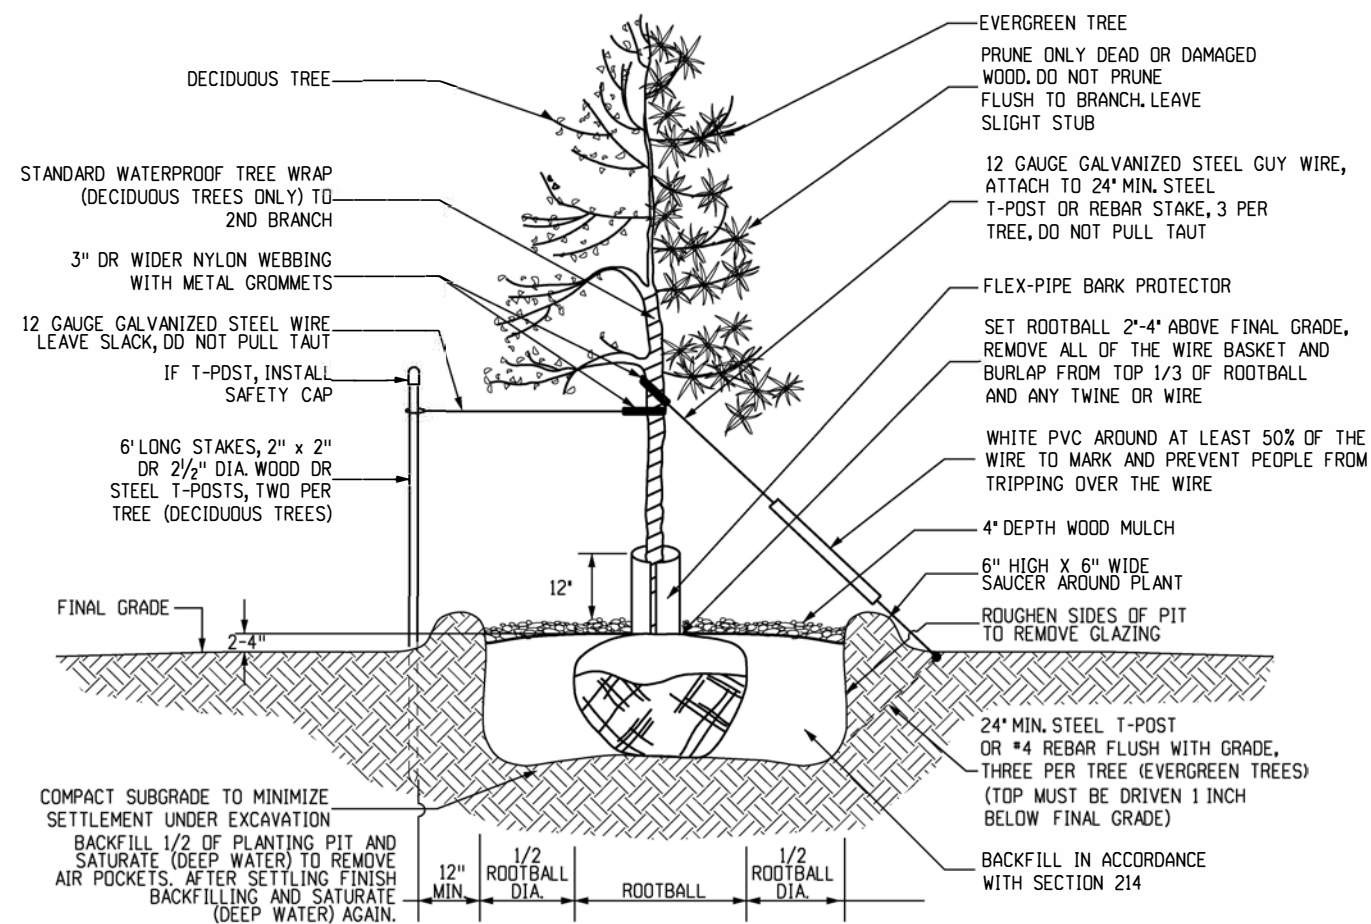 DECIDUOUS TREE
STANDARD WATERPROOF TREE WRAP
(DECIDUOUS TREES ONLY) TO
2ND BRANCH
3" DR WIDER NYLON WEBBING
WITH METAL GROMMETS
12 GAUGE GALVANIZED STEEL WIRE
LEAVE SLACK, DD NOT PULL TAUT
IF T-PDST, INSTALL
SAFETY CAP
6' LONG STAKES, 2" x 2"
DR 2 1/2" DIA. WOOD DR
STEEL T-POSTS, TWO PER
TREE (DECIDUOUS TREES)
FINAL GRADE
2-4"
12"
COMPACT SUBGRADE TO MINIMIZE
SETTLEMENT UNDER EXCAVATION
BACKFILL 1/2 OF PLANTING PIT AND
SATURATE (DEEP WATER) TO REMOVE
AIR POCKETS. AFTER SETTLING FINISH
BACKFILLING AND SATURATE
(DEEP WATER) AGAIN.
12"
MIN.
1/2
ROOTBALL
DIA.
ROOTBALL
1/2
ROOTBALL
DIA.
EVERGREEN TREE
PRUNE ONLY DEAD OR DAMAGED
WOOD. DO NOT PRUNE
FLUSH TO BRANCH. LEAVE
SLIGHT STUB
12 GAUGE GALVANIZED STEEL GUY WIRE,
ATTACH TO 24" MIN. STEEL
T-POST OR REBAR STAKE, 3 PER
TREE, DO NOT PULL TAUT
FLEX-PIPE BARK PROTECTOR
SET ROOTBALL 2"-4" ABOVE FINAL GRADE,
REMOVE ALL OF THE WIRE BASKET AND
BURLAP FROM TOP 1/3 OF ROOTBALL
AND ANY TWINE OR WIRE
WHITE PVC AROUND AT LEAST 50% OF THE
WIRE TO MARK AND PREVENT PEOPLE FROM
TRIPPING OVER THE WIRE
4" DEPTH WOOD MULCH
6" HIGH X 6" WIDE
SAUCER AROUND PLANT
ROUGHEN SIDES OF PIT
TO REMOVE GLAZING
24" MIN. STEEL T-POST
OR #4 REBAR FLUSH WITH GRADE,
THREE PER TREE (EVERGREEN TREES)
(TOP MUST BE DRIVEN 1 INCH
BELOW FINAL GRADE)
BACKFILL IN ACCORDANCE
WITH SECTION 214